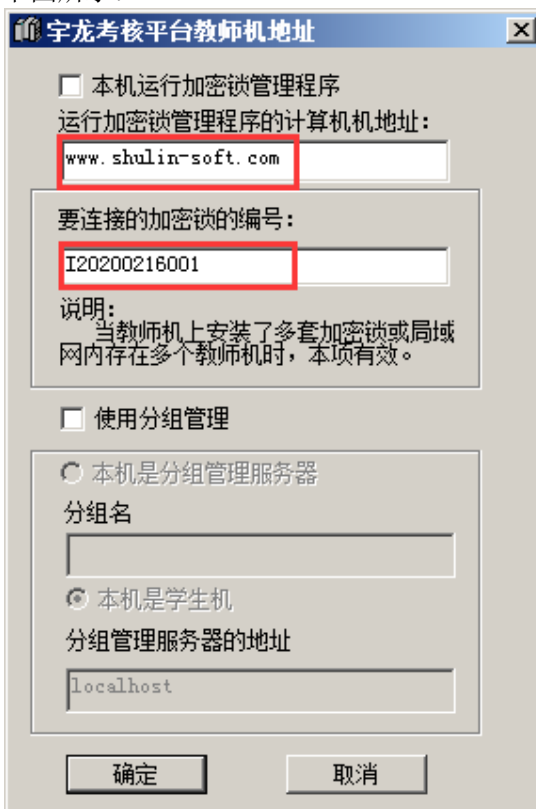 宇龙考核平台教师机地址
本机运行加密锁管理程序
运行加密锁管理程序的计算机机地址：
www.shulin-soft.com
要连接的加密锁的编号：
I20200216001
说明：
当教师机上安装了多套加密锁或局域
网内存在多个教师机时，本项有效。
使用分组管理
本机是分组管理服务器
分组名
本机是学生机
分组管理服务器的地址
localhost
确定 取消